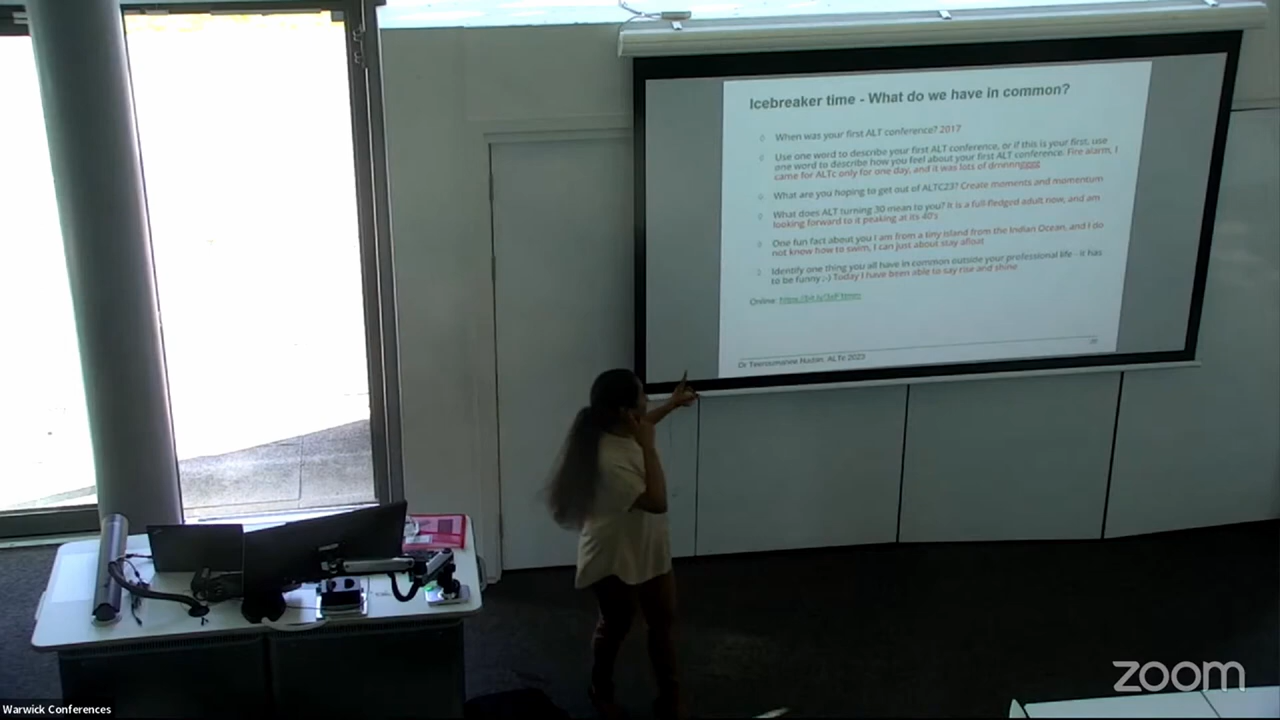 Icebreaker time - What do we have in common?
When was your first ALT conference? 2017
Use one word to describe your first ALT conference, or if this is your first, use
one word to describe how you feel about your first ALT conference. Fire alarm, I
came for ALTc only for one day, and it was lots of drnnnngggg
What are you hoping to get out of ALTC23? Create moments and momentum
What does ALT turning 30 mean to you? It is a full-fledged adult now, and am
looking forward to it peaking at its 40's
One fun fact about you I am from a tiny island from the Indian Ocean, and I do
not know how to swim, I can just about stay afloat
Identify one thing you all have in common outside your professional life - it has
to be funny ;-) Today I have been able to say rise and shine
Online:
Dr ALTc 2023
zoom
Warwick Conferences